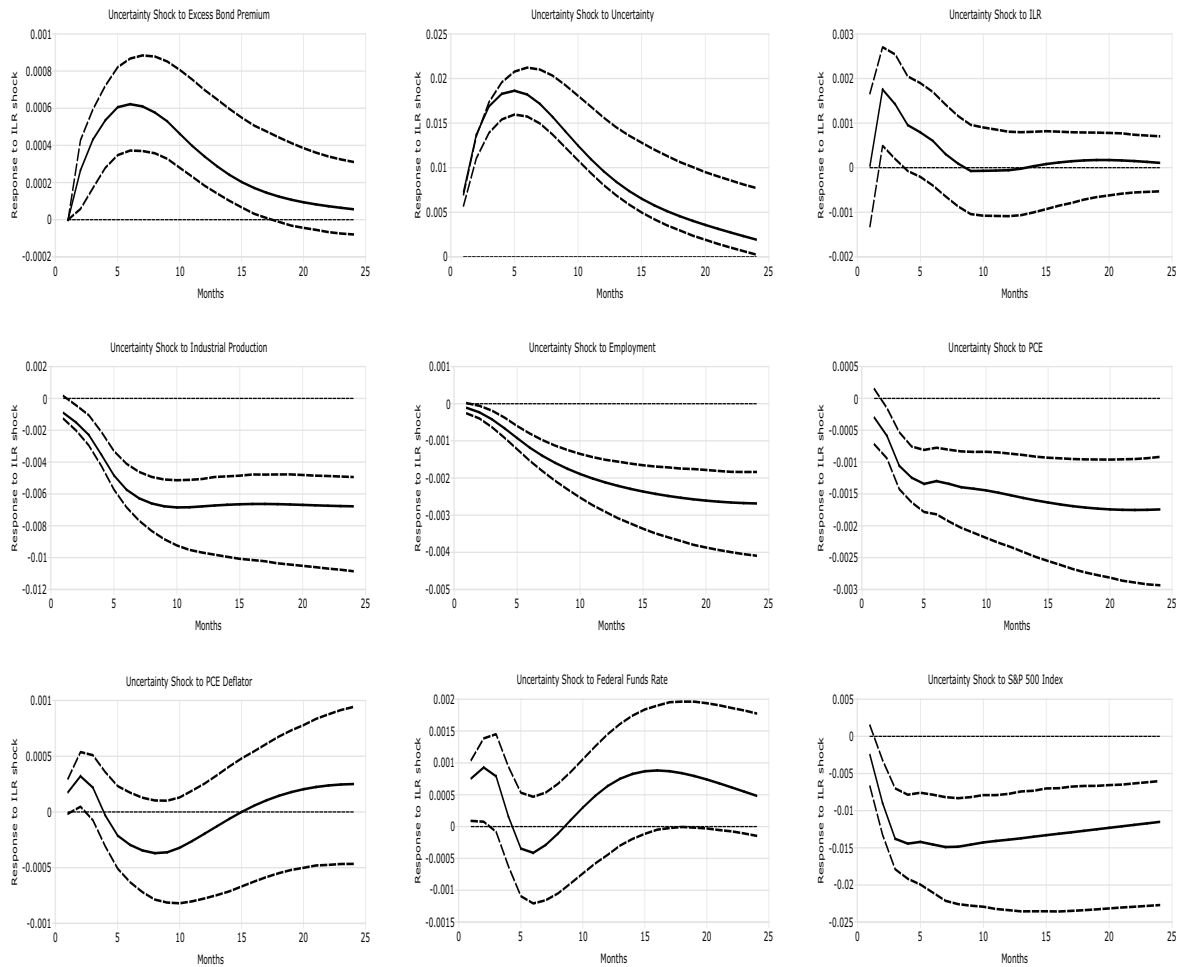 Uncertainty Shock to Excess Bond Premium
Response to ILR shock
0.001
0.0008
0.0006
0.0004
0.0002
0
-0.0002
0 5 10 15 20 25
Months
Uncertainty Shock to Uncertainty
Response to ILR shock
0.025
0.02
0.015
0.01
0.005
0
0 5 10 15 20 25
Months
Uncertainty Shock to ILR
Response to ILR shock
0.003
0.002
0.001
0
-0.001
-0.002
0 5 10 15 20 25
Months
Uncertainty Shock to Industrial Production
Response to ILR shock
0.002
0
-0.002
-0.004
-0.006
-0.008
-0.01
-0.012
0 5 10 15 20 25
Months
Uncertainty Shock to Employment
Response to ILR shock
0.001
0
-0.001
-0.002
-0.003
-0.004
-0.005
0 5 10 15 20 25
Months
Uncertainty Shock to PCE
Response to ILR shock
0.0005
0
-0.0005
-0.001
-0.0015
-0.002
-0.0025
-0.003
0 5 10 15 20 25
Months
Uncertainty Shock to PCE Deflator
Response to ILR shock
0.001
0.0005
0
-0.0005
-0.001
0 5 10 15 20 25
Months
Uncertainty Shock to Federal Funds Rate
Response to ILR shock
0.002
0.0015
0.001
0.0005
0
-0.0005
-0.001
-0.0015
0 5 10 15 20 25
Months
Uncertainty Shock to S&P 500 Index
Response to ILR shock
0.005
0
-0.005
-0.01
-0.015
-0.02
-0.025
0 5 10 15 20 25
Months